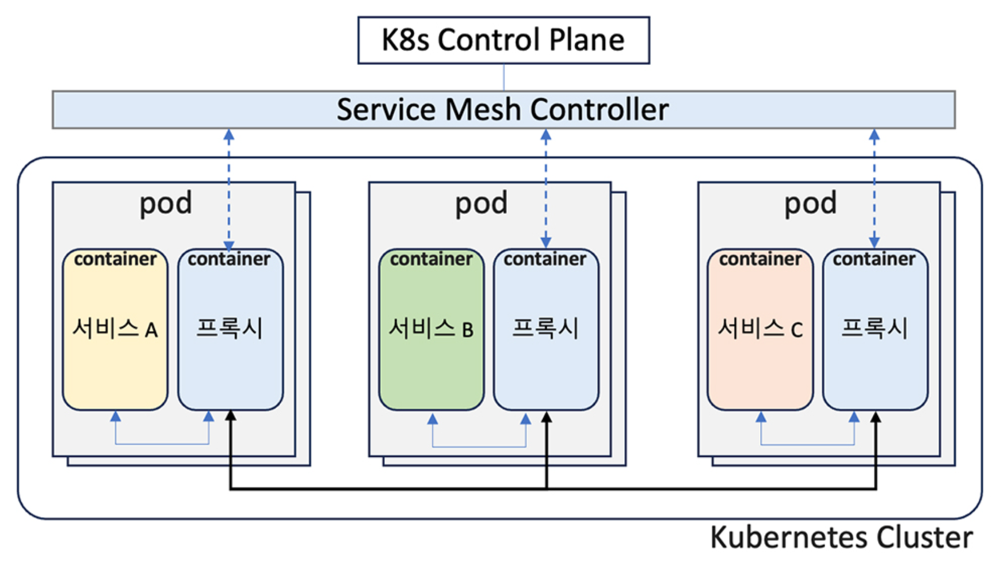 K8s Control Plane
Service Mesh Controller
pod
pod
pod
container
container
container
container
container
container
서비스 A
프록시
서비스 B
프록시
서비스 C
프록시
Kubernetes Cluster